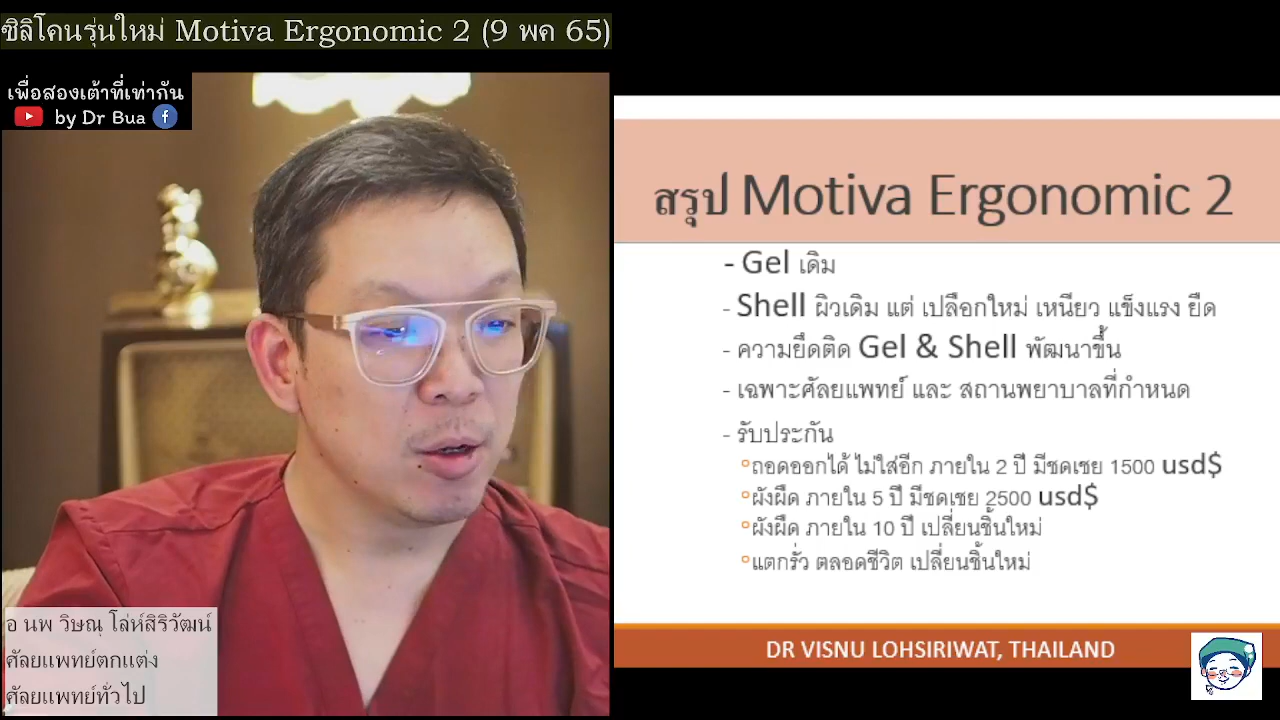 ซิลิโคนรุ่นใหม่ Motiva Ergonomic 2 (9 พค 65)
เพื่อสองเต้าที่เท่ากัน
by Dr Bua
อ นพ วิษณุ โล่ห์สิริวัฒน์
ศัลยแพทย์ตกแต่ง
ศัลยแพทย์ทั่วไป
สรุป Motiva Ergonomic 2
- Gel เดิม
- Shell ผิวเดิม แต่ เปลือกใหม่ เหนียว แข็งแรง ยืด
- ความยึดติด Gel & Shell พัฒนาขึ้น
- เฉพาะศัลยแพทย์ และ สถานพยาบาลที่กำหนด
- รับประกัน
ถอดออกได้ ไม่ใส่อีก ภายใน 2 ปี มีชดเชย 1500 usd$
ผังผืด ภายใน 5 ปี มีชดเชย 2500 usd$
ผังผืด ภายใน 10 ปี เปลี่ยนชิ้นใหม่
แตกรั่ว ตลอดชีวิต เปลี่ยนชิ้นใหม่
DR VISNU LOHSIRIWAT, THAILAND